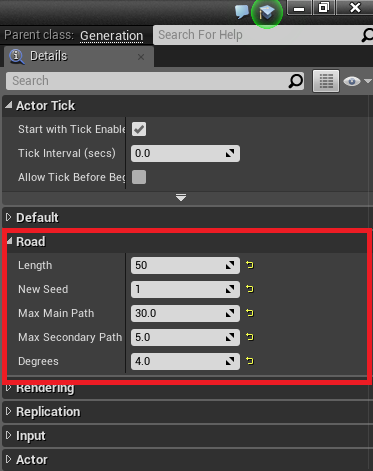 Parent class: Generation Search For Help
Details
Search
Actor Tick
Start with Tick Enable
Tick Interval (secs) 0.0
Allow Tick Before Beg
Default
Road
Length 50
New Seed 1
Max Main Path 30.0
Max Secondary Path 5.0
Degrees 4.0
Rendering
Replication
Input
Actor